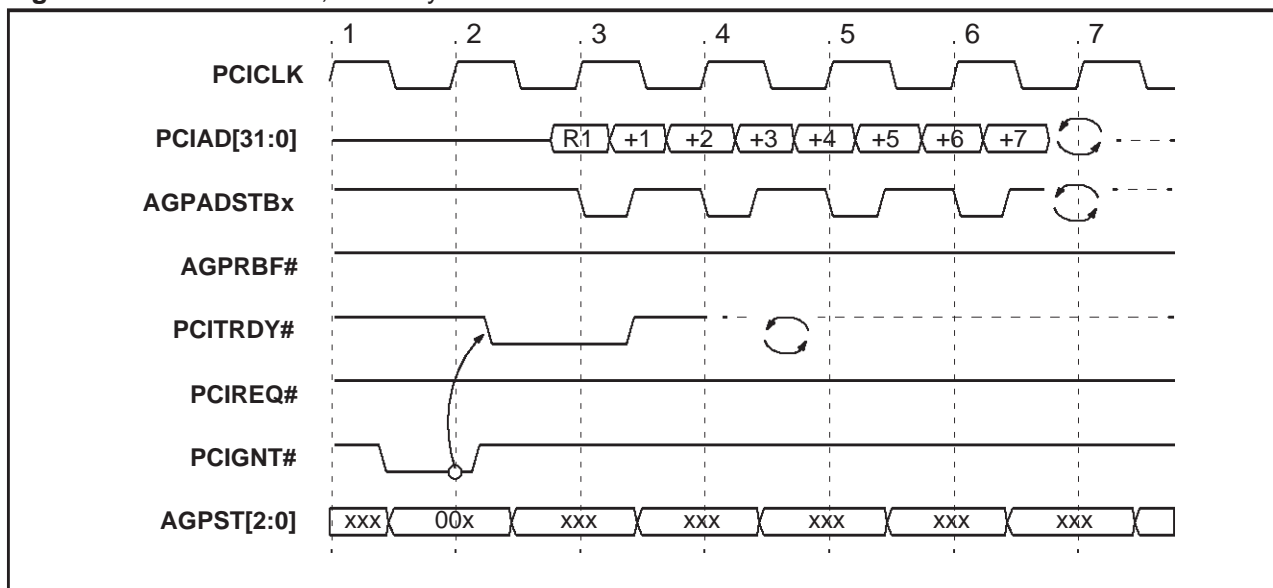 . 1 . 2 . 3 . 4 . 5 . 6 . 7
PCICLK
PCIAD[31:0] R1 +1 +2 +3 +4 +5 +6 +7
AGPADSTBx
AGPRBF#
PCITRDY#
PCIREQ#
PCIGNT#
AGPST[2:0] xxx 00x xxx xxx xxx xxx xxx